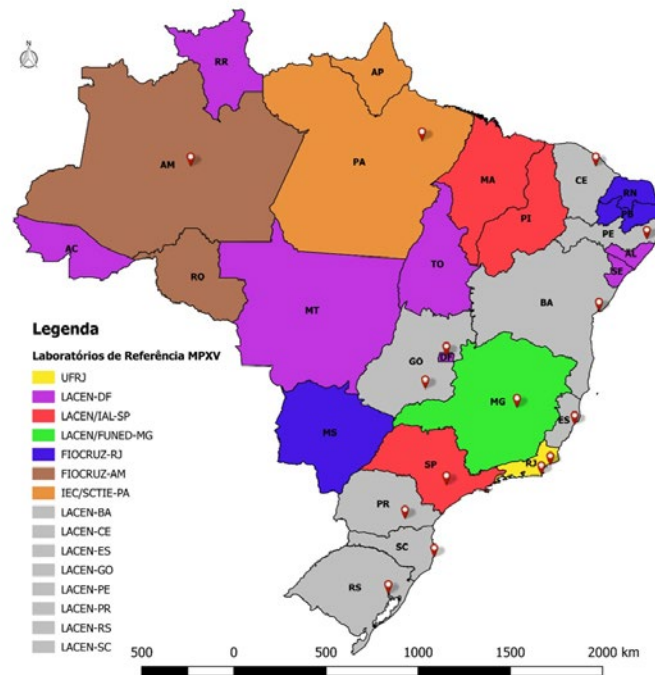 RR
AP
AM
PA
MA
CE
RN
PB
PI
PE
AC
AL
TO
SE
RO
BA
MT
DF
GO
MG
ES
MS
SP
RJ
PR
SC
RS
Legenda
Laboratórios de Referência MPXV
UFRJ
LACEN-DF
LACEN/IAL-SP
LACEN/FUNED-MG
FIOCRUZ-RJ
FIOCRUZ-AM
IEC/SCTIE-PA
LACEN-BA
LACEN-CE
LACEN-ES
LACEN-GO
LACEN-PE
LACEN-PR
LACEN-RS
LACEN-SC
500 0 500 1000 1500 2000 km